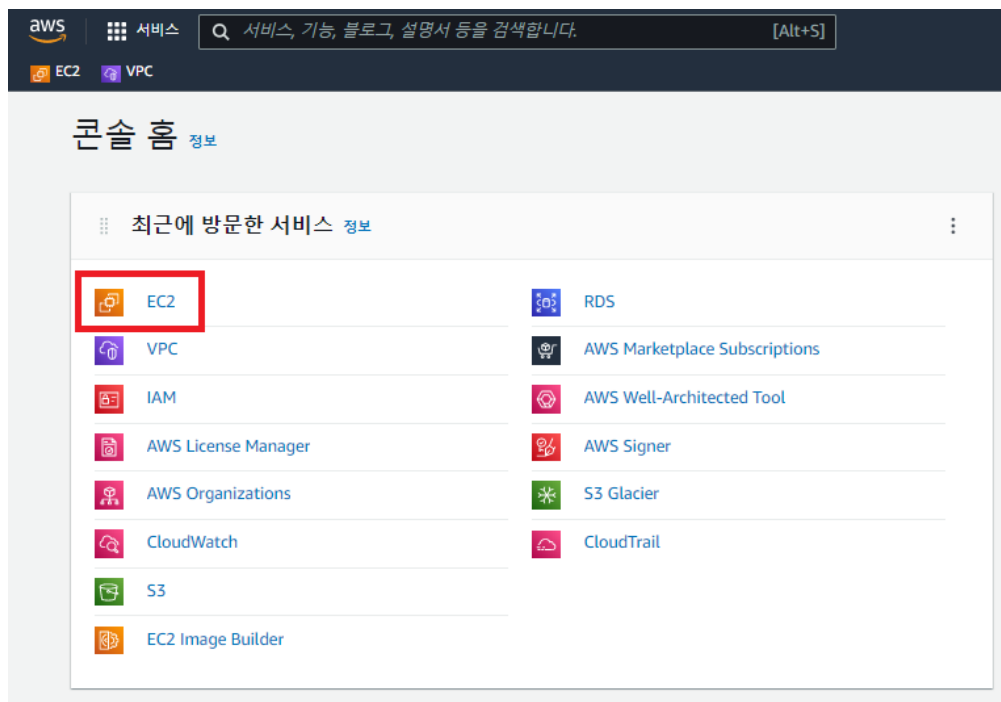 aws 서비스 서비스, 기능, 블로그, 설명서 등을 검색합니다. [Alt+S]
EC2 VPC
콘솔 홈 정보
최근에 방문한 서비스 정보
EC2
VPC
IAM
AWS License Manager
AWS Organizations
CloudWatch
S3
EC2 Image Builder
RDS
AWS Marketplace Subscriptions
AWS Well-Architected Tool
AWS Signer
S3 Glacier
CloudTrail